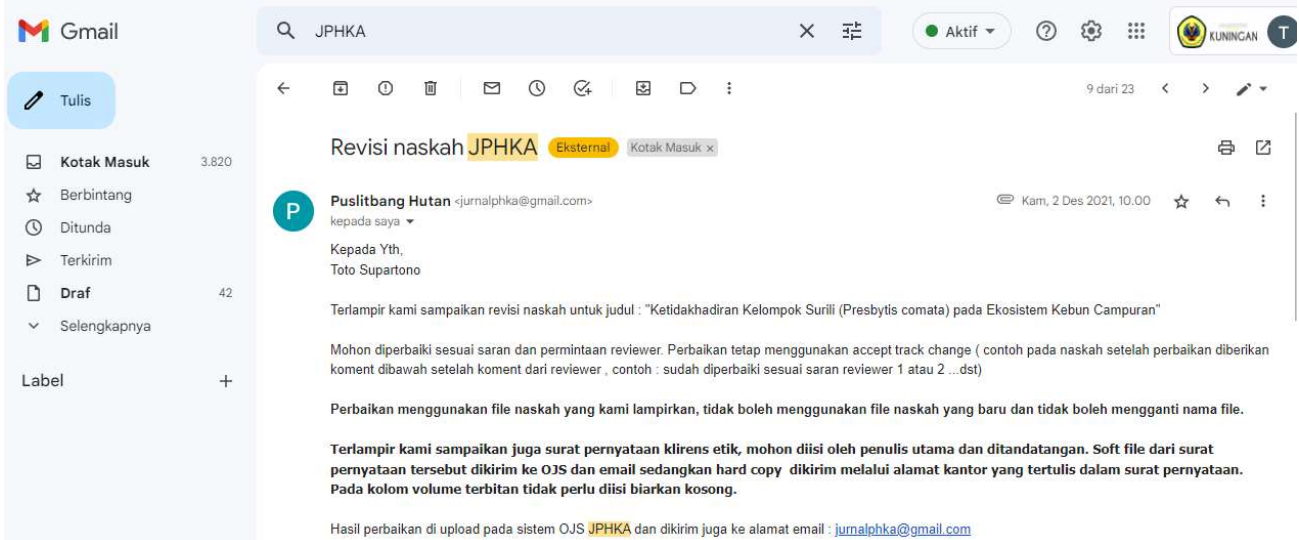 Gmail
JPHKA
Aktif
KUNINGAN
T
Tulis
9 dari 23
Kotak Masuk 3.820
Berbintang
Ditunda
Terkirim
Draf 42
Selengkapnya
Label
Revisi naskah JPHKA Eksternal Kotak Masuk x
P
Puslitbang Hutan <jurnalphka@gmail.com>
Kam, 2 Des 2021, 10.00
kepada saya
Kepada Yth,
Toto Supartono
Terlampir kami sampaikan revisi naskah untuk judul : "Ketidakhadiran Kelompok Surili (Presbytis comata) pada Ekosistem Kebun Campuran"
Mohon diperbaiki sesuai saran dan permintaan reviewer. Perbaikan tetap menggunakan accept track change ( contoh pada naskah setelah perbaikan diberikan
koment dibawah setelah koment dari reviewer , contoh : sudah diperbaiki sesuai saran reviewer 1 atau 2 ...dst)
Perbaikan menggunakan file naskah yang kami lampirkan, tidak boleh menggunakan file naskah yang baru dan tidak boleh mengganti nama file.
Terlampir kami sampaikan juga surat pernyataan klirens etik, mohon diisi oleh penulis utama dan ditandatangan. Soft file dari surat
pernyataan tersebut dikirim ke OJS dan email sedangkan hard copy dikirim melalui alamat kantor yang tertulis dalam surat pernyataan.
Pada kolom volume terbitan tidak perlu diisi biarkan kosong.
Hasil perbaikan di upload pada sistem OJS JPHKA dan dikirim juga ke alamat email : jurnalphka@gmail.com